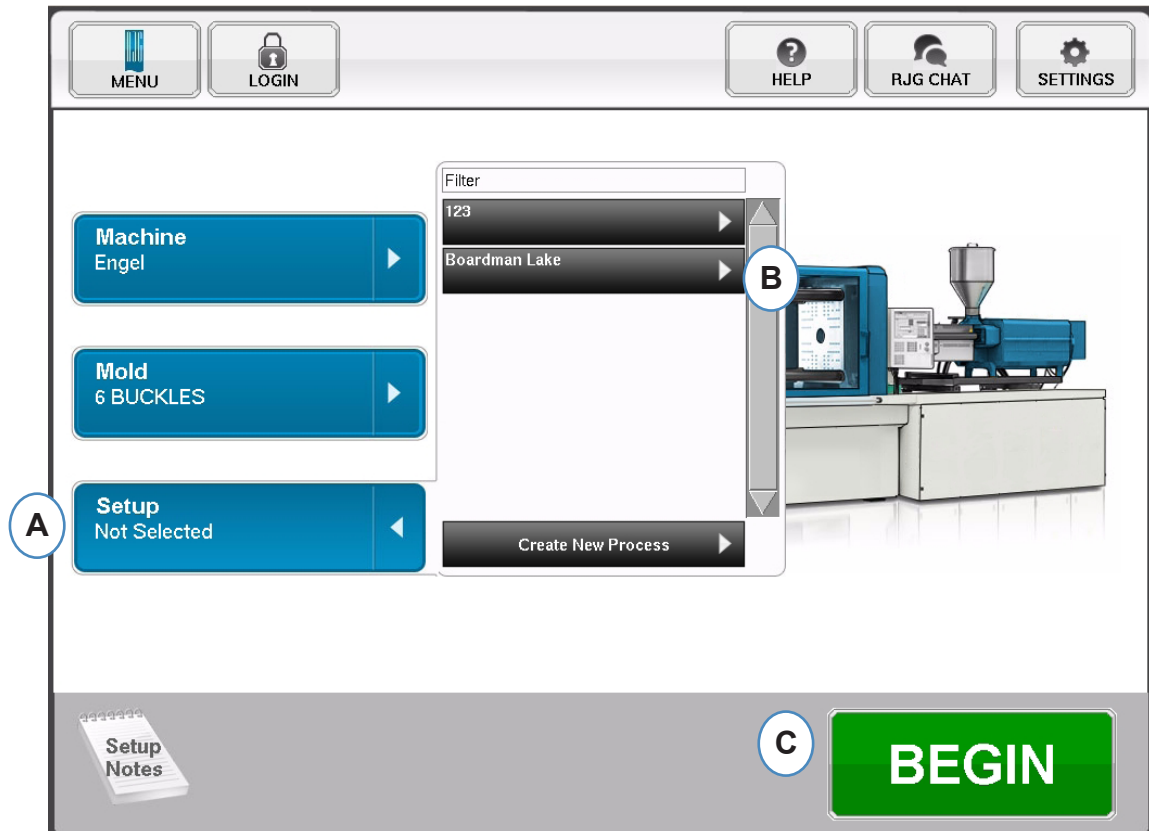 MENU
LOGIN
HELP
RJG CHAT
SETTINGS
Filter
123
Boardman Lake
B
Machine
Engel
Mold
6 BUCKLES
A
Setup
Not Selected
Create New Process
Setup
Notes
C
BEGIN